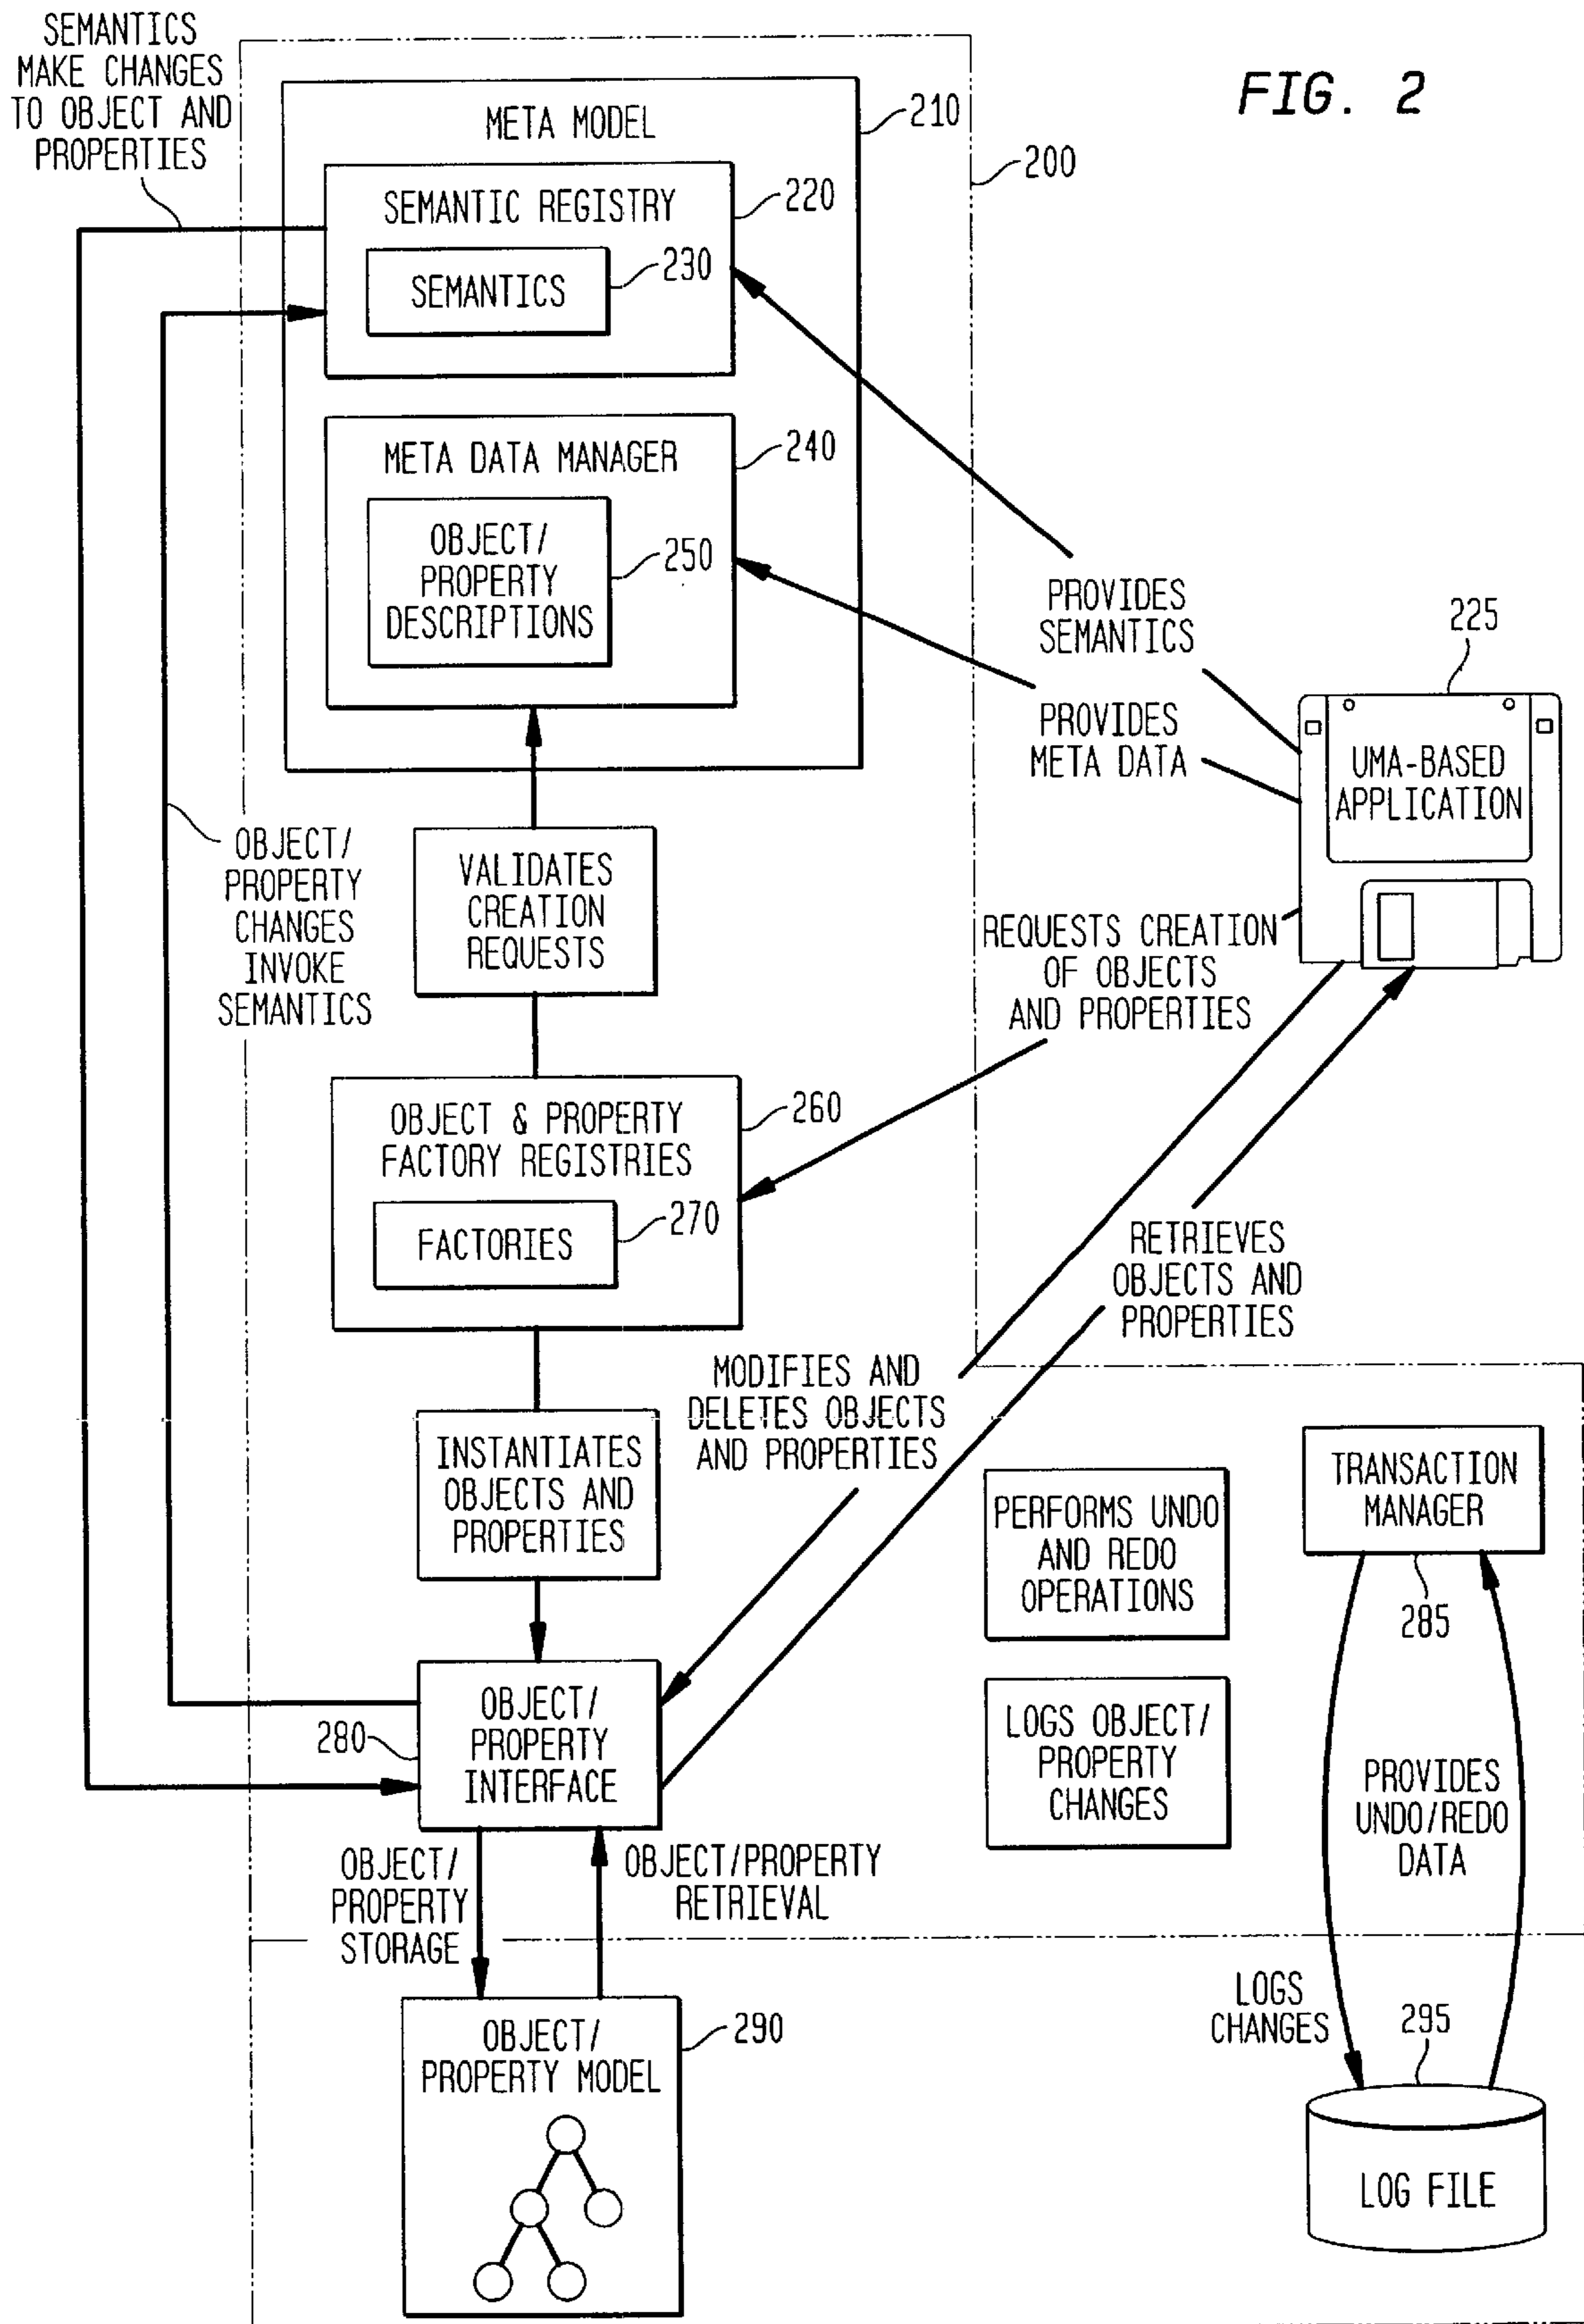 SEMANTICS
MAKE CHANGES
TO OBJECT AND
PROPERTIES
FIG. 2
META MODEL
210
200
SEMANTIC REGISTRY
220
SEMANTICS
230
META DATA MANAGER
240
OBJECT/
PROPERTY
DESCRIPTIONS
250
PROVIDES
SEMANTICS
225
PROVIDES
META DATA
UMA-BASED
APPLICATION
OBJECT/
PROPERTY
CHANGES
INVOKE
SEMANTICS
VALIDATES
CREATION
REQUESTS
REQUESTS CREATION
OF OBJECTS
AND PROPERTIES
OBJECT & PROPERTY
FACTORY REGISTRIES
260
FACTORIES
270
RETRIEVES
OBJECTS AND
PROPERTIES
MODIFIES AND
DELETES OBJECTS
AND PROPERTIES
INSTANTIATES
OBJECTS AND
PROPERTIES
PERFORMS UNDO
AND REDO
OPERATIONS
TRANSACTION
MANAGER
285
OBJECT/
PROPERTY
INTERFACE
280
LOGS OBJECT/
PROPERTY
CHANGES
PROVIDES
UNDO/REDO
DATA
OBJECT/
PROPERTY
STORAGE
OBJECT/PROPERTY
RETRIEVAL
LOGS
CHANGES
295
OBJECT/
PROPERTY MODEL
290
LOG FILE